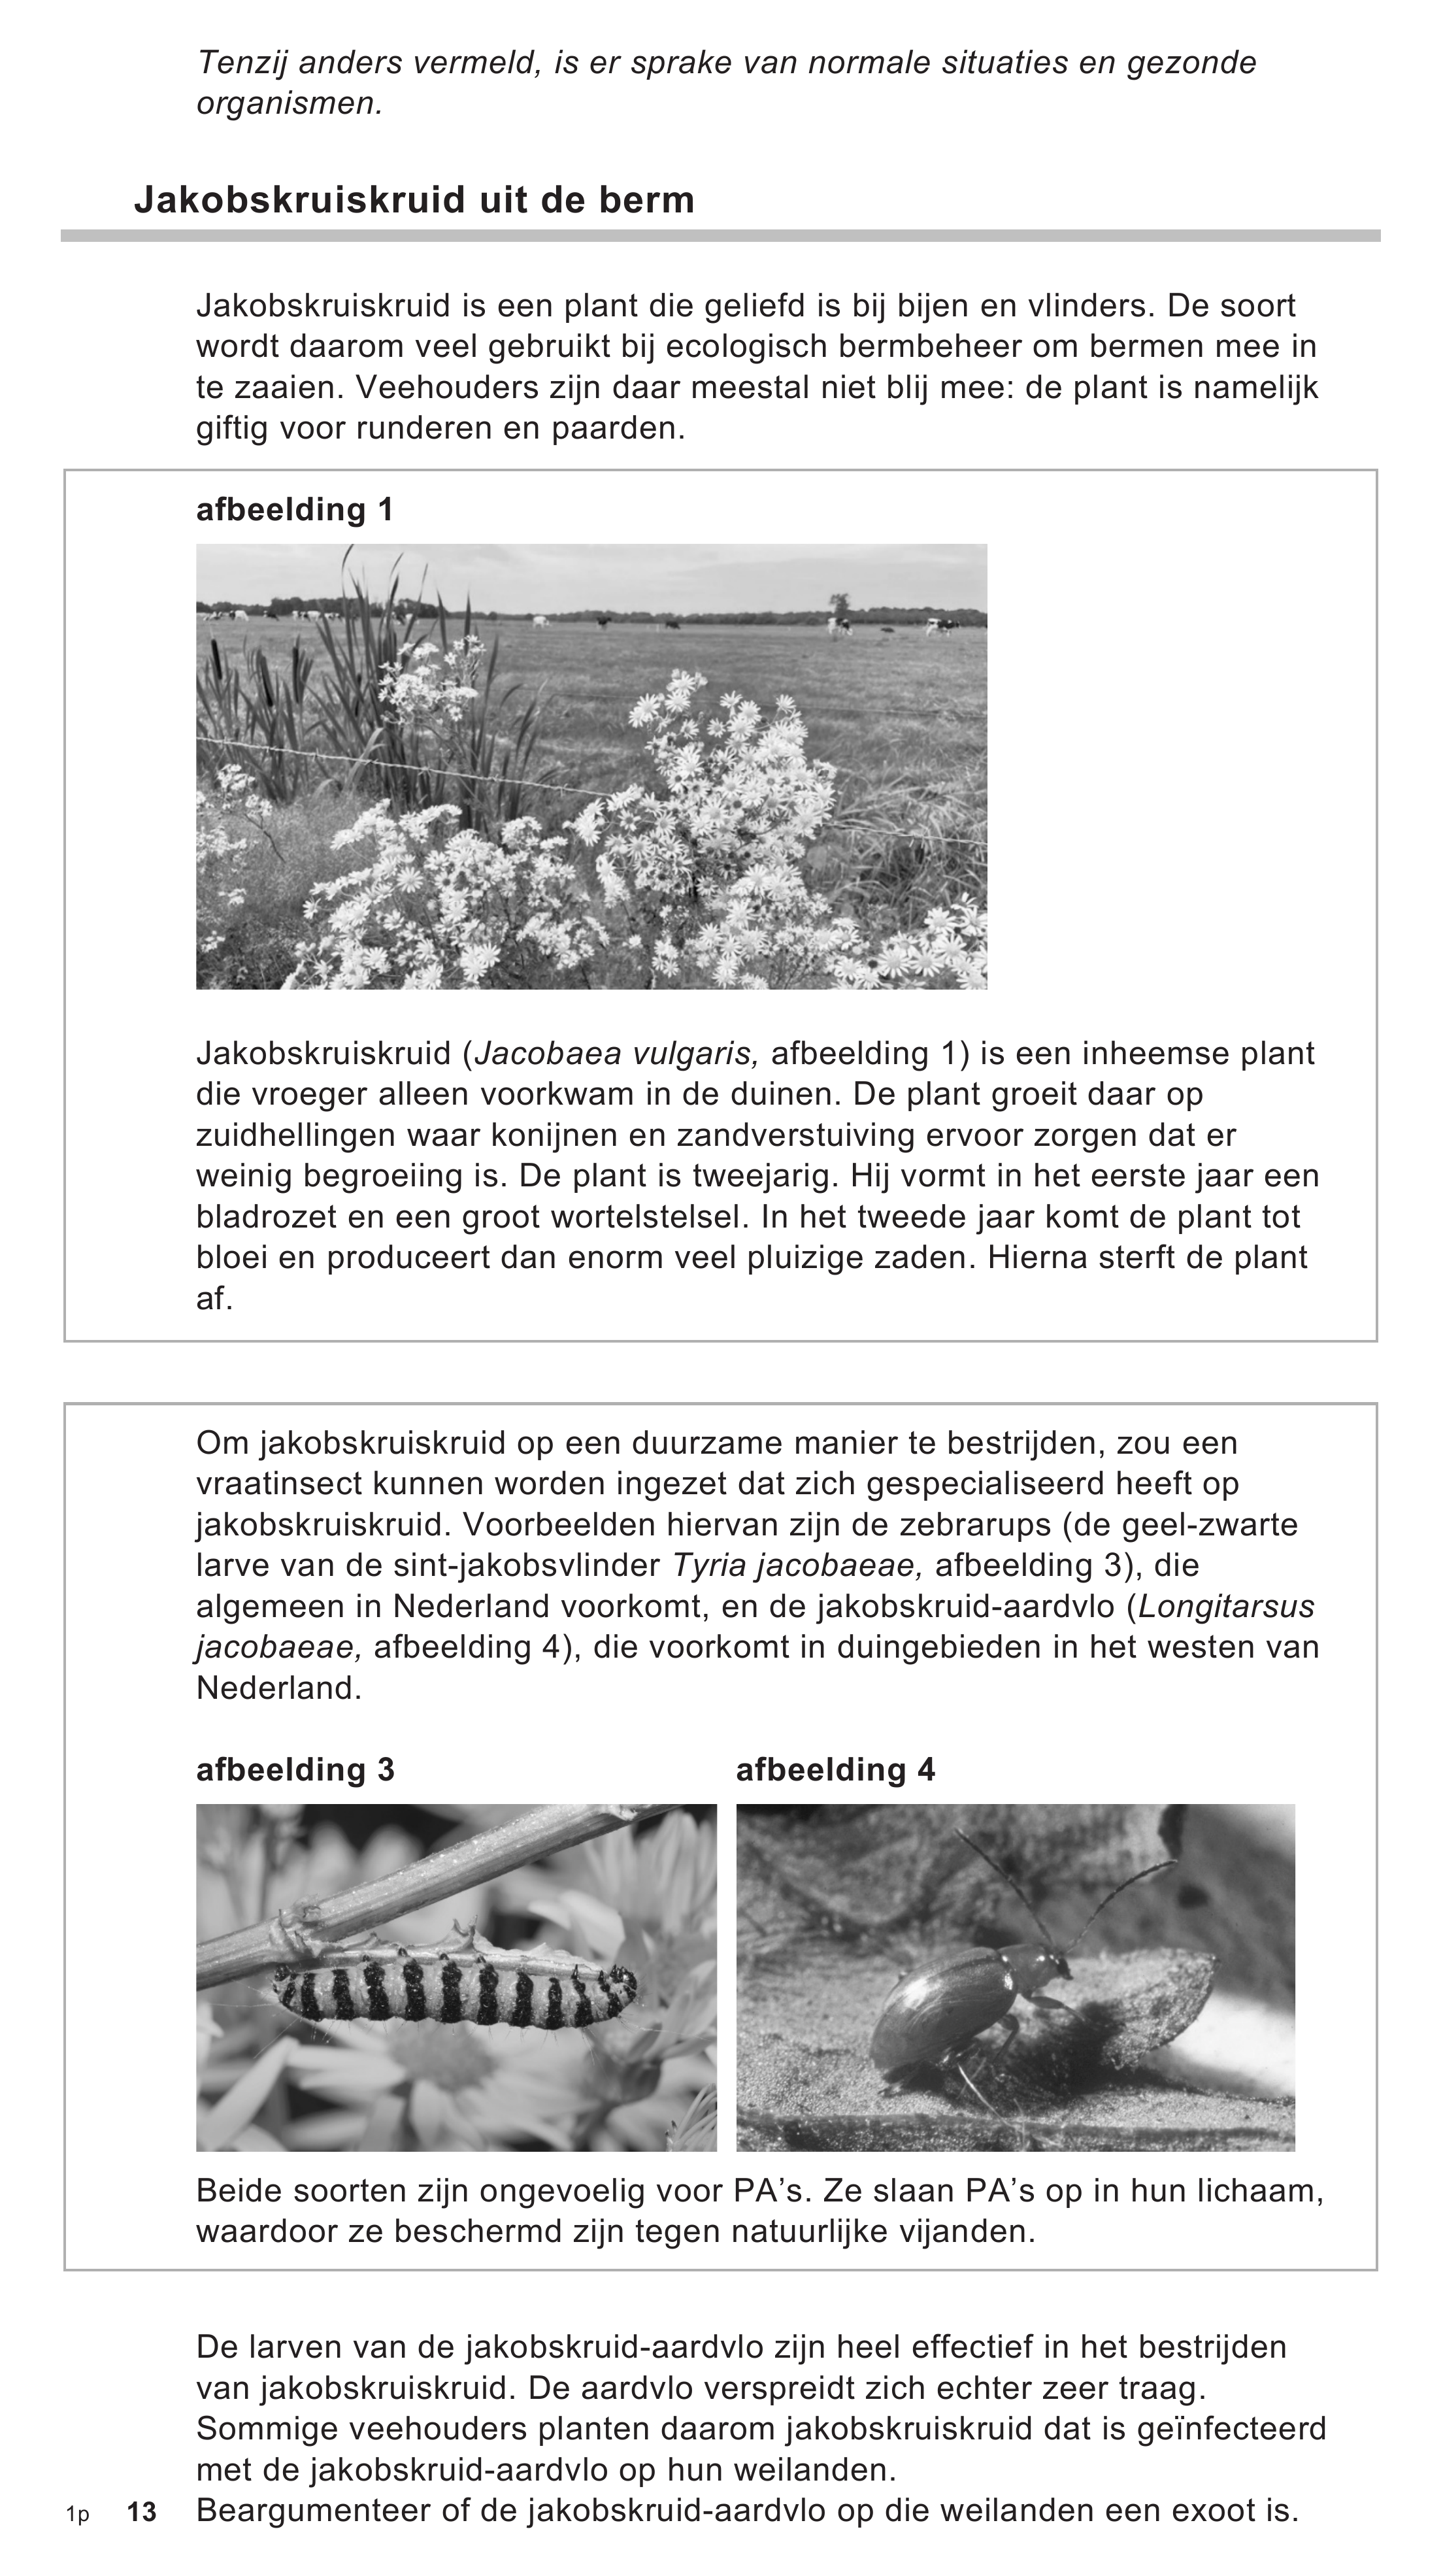 Tenzij anders vermeld, is er sprake van normale situaties en gezonde
organismen.
Jakobskruiskruid uit de berm
Jakobskruiskruid is een plant die geliefd is bij bijen en vlinders. De soort
wordt daarom veel gebruikt bij ecologisch bermbeheer om bermen mee in
te zaaien. Veehouders zijn daar meestal niet blij mee: de plant is namelijk
giftig voor runderen en paarden.
afbeelding 1
Jakobskruiskruid (Jacobaea vulgaris, afbeelding 1) is een inheemse plant
die vroeger alleen voorkwam in de duinen. De plant groeit daar op
zuidhellingen waar konijnen en zandverstuiving ervoor zorgen dat er
weinig begroeiing is. De plant is tweejarig. Hij vormt in het eerste jaar een
bladrozet en een groot wortelstelsel. In het tweede jaar komt de plant tot
bloei en produceert dan enorm veel pluizige zaden. Hierna sterft de plant
af.
Om jakobskruiskruid op een duurzame manier te bestrijden, zou een
vraatinsect kunnen worden ingezet dat zich gespecialiseerd heeft op
jakobskruiskruid. Voorbeelden hiervan zijn de zebrarups (de geel-zwarte
larve van de sint-jakobsvlinder Tyria jacobaeae, afbeelding 3), die
algemeen in Nederland voorkomt, en de jakobskruid-aardvlo (Longitarsus
jacobaeae, afbeelding 4), die voorkomt in duingebieden in het westen van
Nederland.
afbeelding 3 afbeelding 4
Beide soorten zijn ongevoelig voor PA's. Ze slaan PA's op in hun lichaam,
waardoor ze beschermd zijn tegen natuurlijke vijanden.
De larven van de jakobskruid-aardvlo zijn heel effectief in het bestrijden
van jakobskruiskruid. De aardvlo verspreidt zich echter zeer traag.
Sommige veehouders planten daarom jakobskruiskruid dat is geïnfecteerd
met de jakobskruid-aardvlo op hun weilanden.
1p 13 Beargumenteer of de jakobskruid-aardvlo op die weilanden een exoot is.